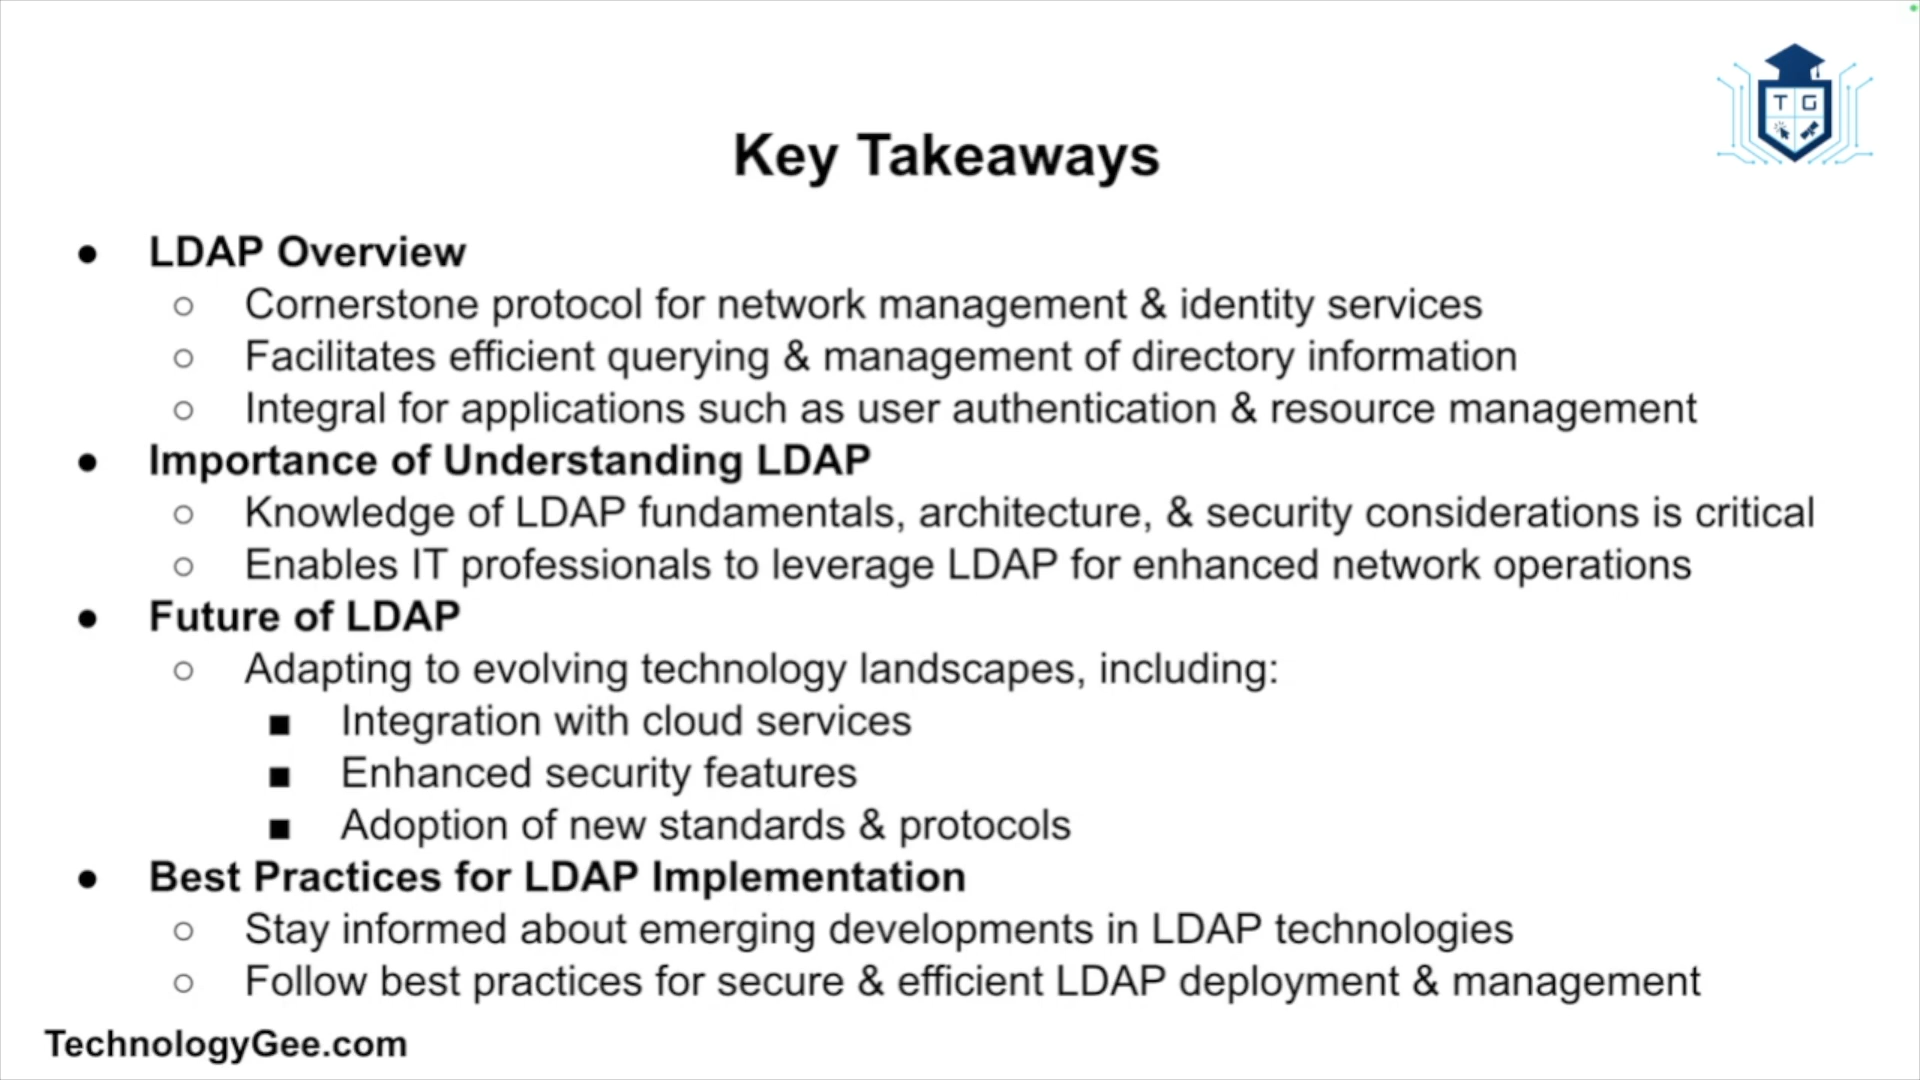 T G
Key Takeaways
● LDAP Overview
○ Cornerstone protocol for network management & identity services
○ Facilitates efficient querying & management of directory information
○ Integral for applications such as user authentication & resource management
● Importance of Understanding LDAP
○ Knowledge of LDAP fundamentals, architecture, & security considerations is critical
○ Enables IT professionals to leverage LDAP for enhanced network operations
● Future of LDAP
○ Adapting to evolving technology landscapes, including:
■ Integration with cloud services
■ Enhanced security features
■ Adoption of new standards & protocols
● Best Practices for LDAP Implementation
○ Stay informed about emerging developments in LDAP technologies
○ Follow best practices for secure & efficient LDAP deployment & management
TechnologyGee.com